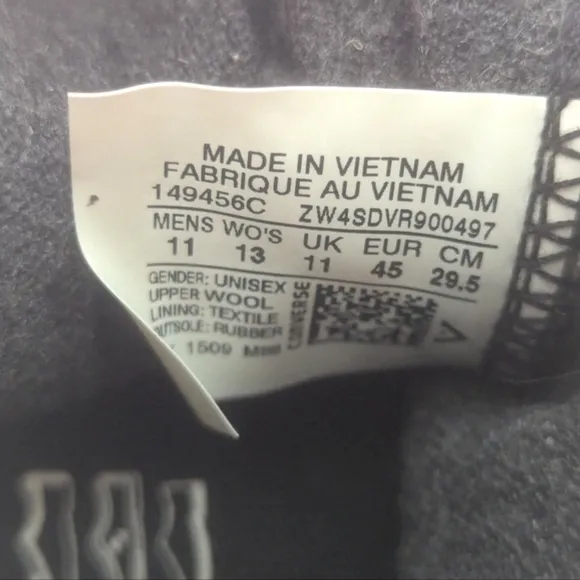 MADE IN VIETNAM
FABRIQUE AU VIETNAM
149456C ZW4SDVR900497
MENS WO'S UK EUR CM
11 13 11 45 29.5
GENDER: UNISEX
UPPER WOOL
LINING: TEXTILE
OUTSOLE: RUBBER
1509
CONVERSE
V